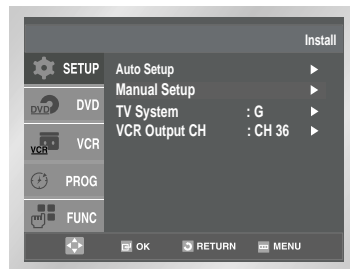 Install
SETUP
Auto Setup
Manual Setup
DVD DVD
TV System : G
VCR Output CH : CH 36
VCR VCR
PROG
FUNC
OK RETURN MENU